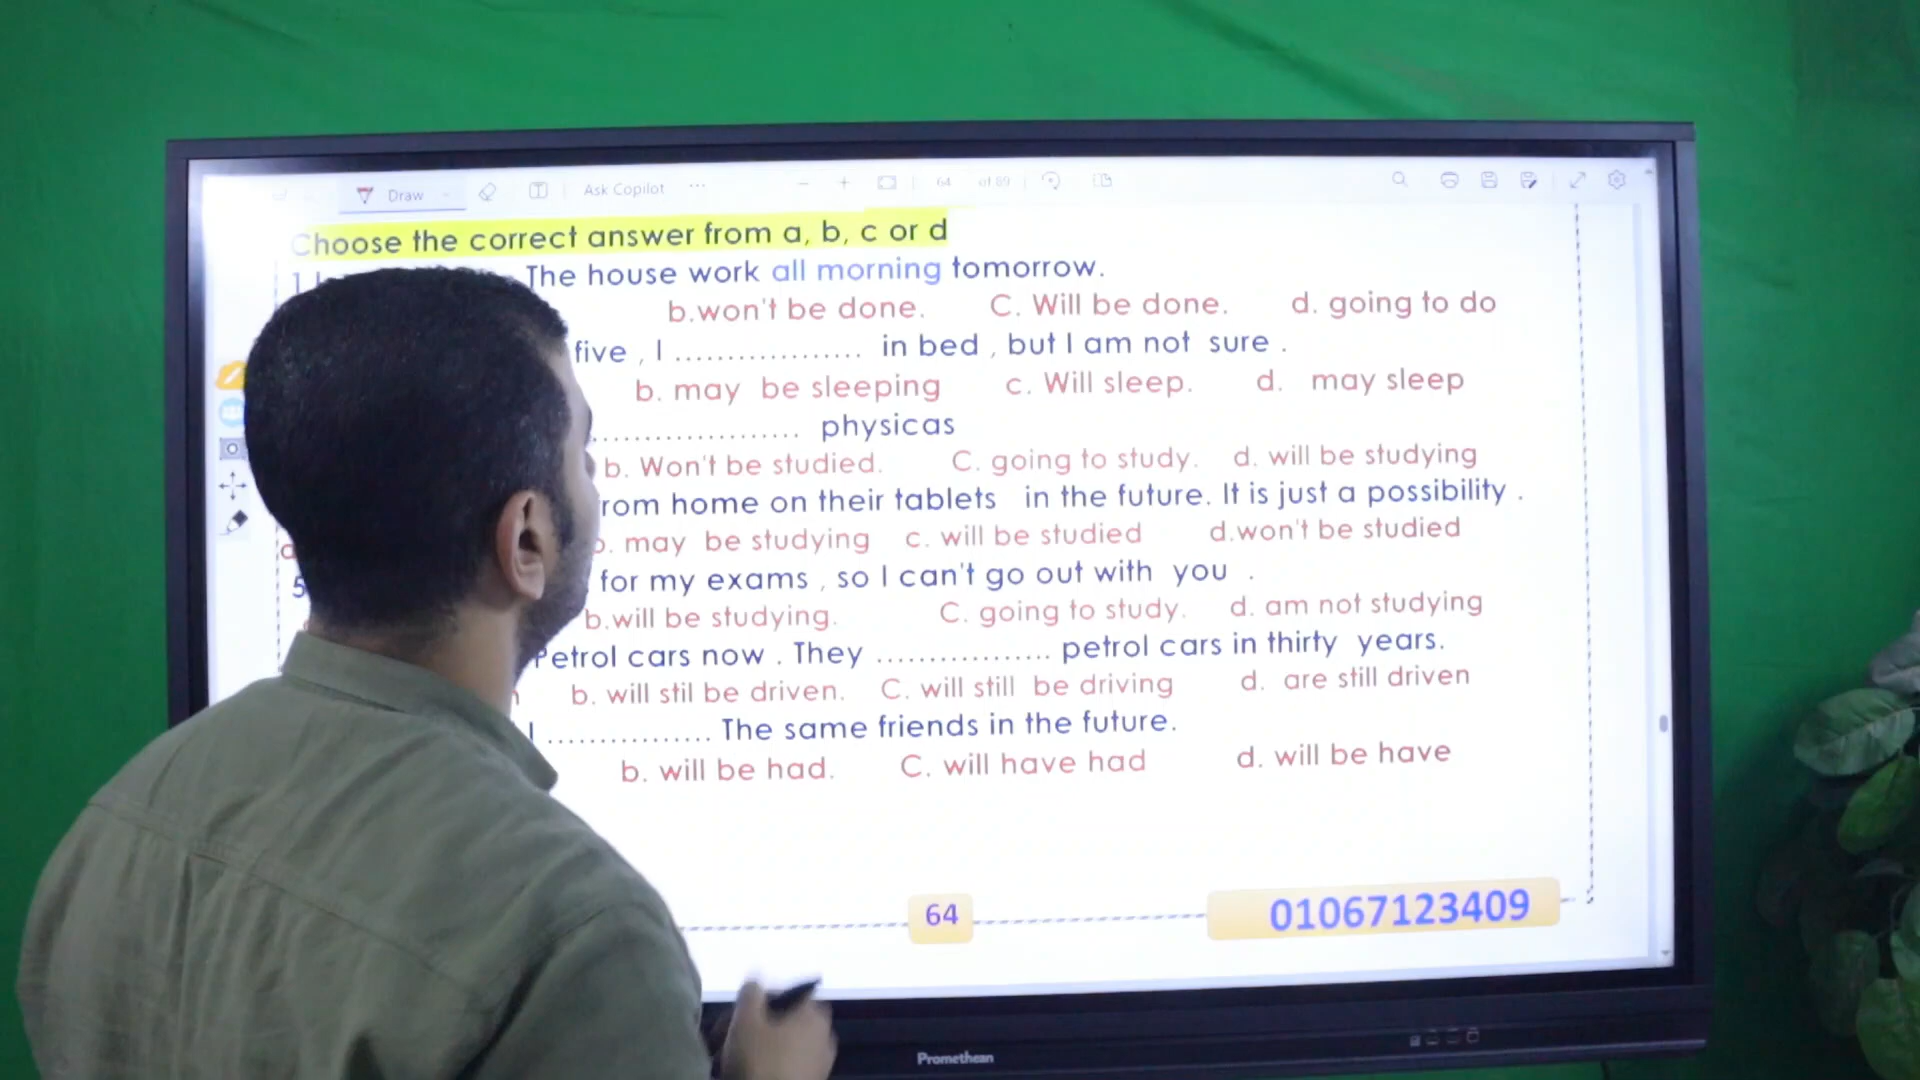 Draw
Ask Copilot
64 of 89
Choose the correct answer from a, b, c or d
1 The house work all morning tomorrow.
b.won't be done. C. Will be done. d. going to do
five , I .................. in bed , but I am not sure .
b. may be sleeping c. Will sleep. d. may sleep
.................... physicas
b. Won't be studied. C. going to study. d. will be studying
rom home on their tablets in the future. It is just a possibility .
. may be studying c. will be studied d.won't be studied
5 for my exams , so I can't go out with you .
b.will be studying. C. going to study. d. am not studying
Petrol cars now . They ................. petrol cars in thirty years.
b. will stil be driven. C. will still be driving d. are still driven
I ................ The same friends in the future.
b. will be had. C. will have had d. will be have
64
01067123409
Promethean